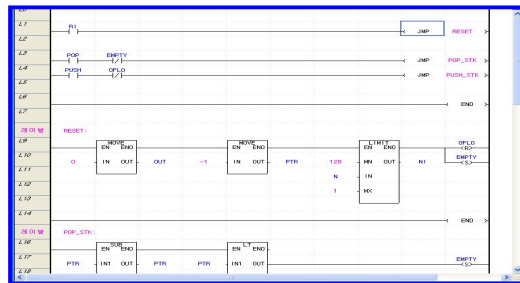 L1 R1 JMP RESET
L2
L3 POP EMPTY JMP POP_STK
L4 PUSH OFLO JMP PUSH_STK
L5
L6 END
L7
레이블 RESET:
L9 MOVE EN ENO MOVE EN ENO LIMIT EN ENO OFLO <R>
L10 0 IN OUT OUT -1 IN OUT PTR 128 MN OUT NI EMPTY <S>
L11 N IN
L12 1 MX
L13
L14 END
레이블 POP_STK:
L16 SUB EN ENO LT EN ENO
L17 PTR IN1 OUT PTR PTR IN1 OUT EMPTY <S>
L18